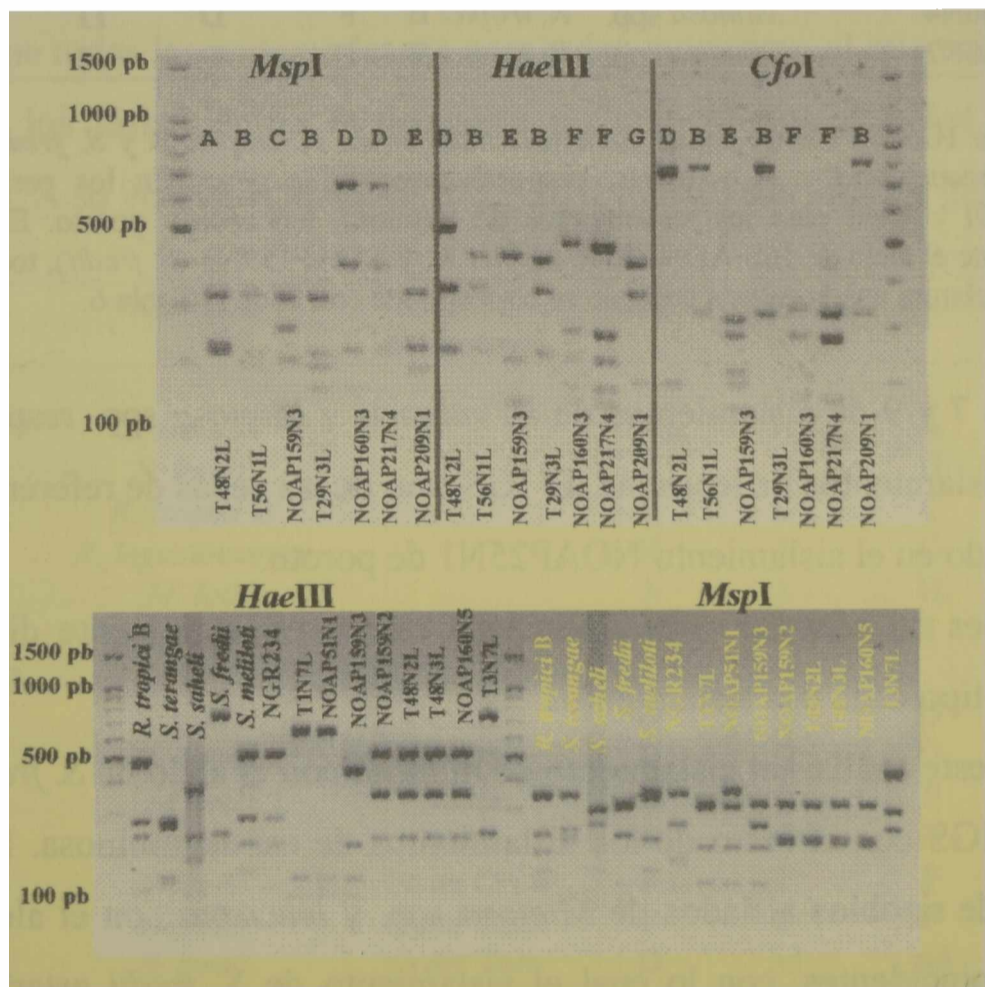 1500 pb
1000 pb
500 pb
100 pb
MspI HaeIII CfoI
A B C B D D E D B E B F F G D B E B F F B
T48N2L
T56N1L
NOAP159N3
T29N3L
NOAP160N3
NOAP217N4
NOAP209N1
T48N2L
T56N1L
NOAP159N3
T29N3L
NOAP160N3
NOAP217N4
NOAP209N1
T48N2L
T56N1L
NOAP159N3
T29N3L
NOAP160N3
NOAP217N4
NOAP209N1
HaeIII MspI
1500 pb
1000 pb
500 pb
100 pb
R. tropici B
S. terangae
S. saheli
S. fredii
S. meliloti
NGR234
T1N7L
NOAP51N1
NOAP159N3
NOAP159N2
T48N2L
T48N3L
NOAP160N5
T3N7L
R. tropici B
S. terangae
S. saheli
S. fredii
S. meliloti
NGR234
T1N7L
NOAP51N1
NOAP159N3
NOAP159N2
T48N2L
T48N3L
NOAP160N5
T3N7L